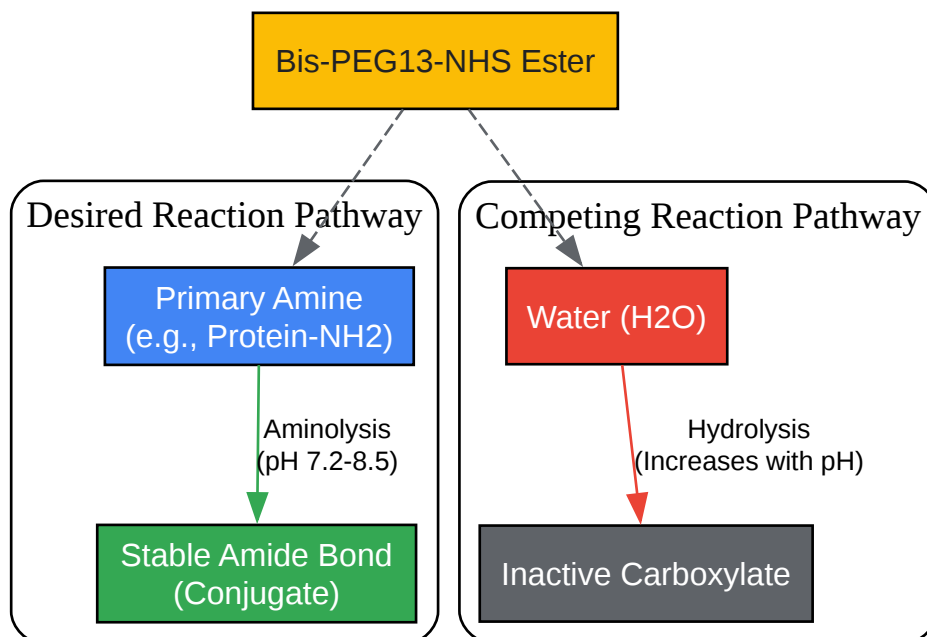 Bis-PEG13-NHS Ester
Desired Reaction Pathway
Primary Amine
(e.g., Protein-NH2)
Aminolysis
(pH 7.2-8.5)
Stable Amide Bond
(Conjugate)
Competing Reaction Pathway
Water (H2O)
Hydrolysis
(Increases with pH)
Inactive Carboxylate